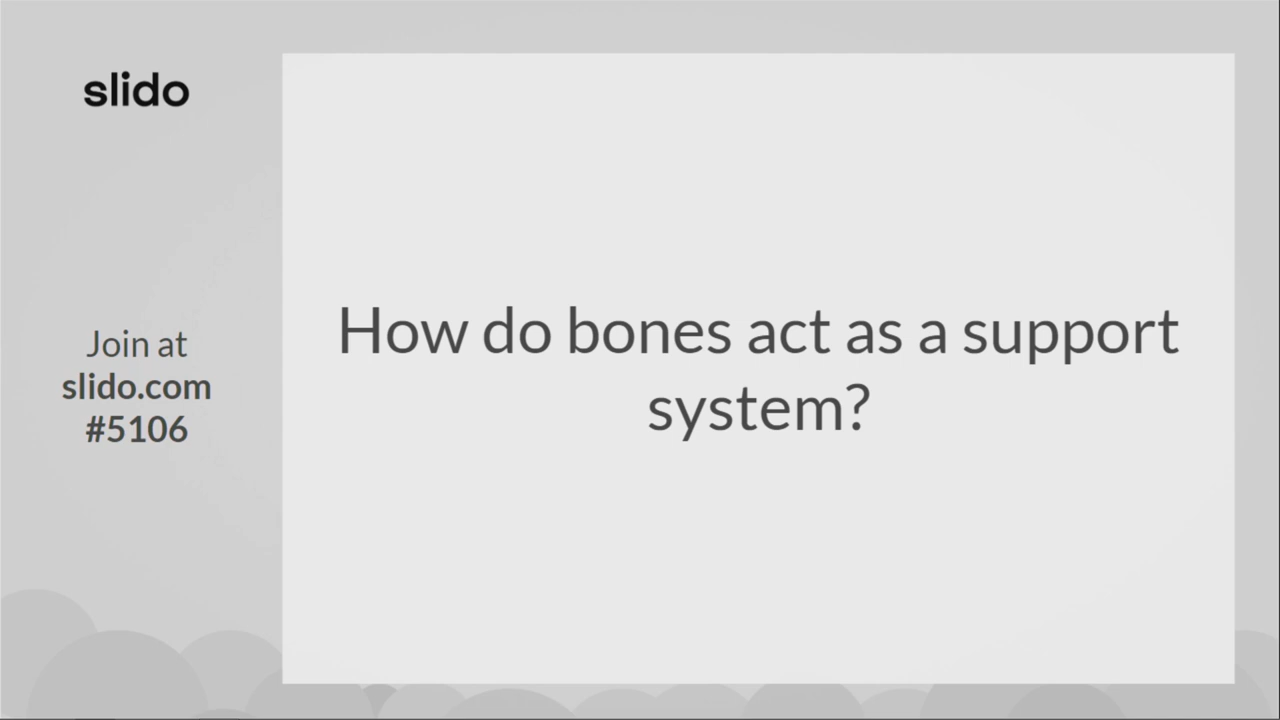 slido
Join at
slido.com
#5106
How do bones act as a support
system?